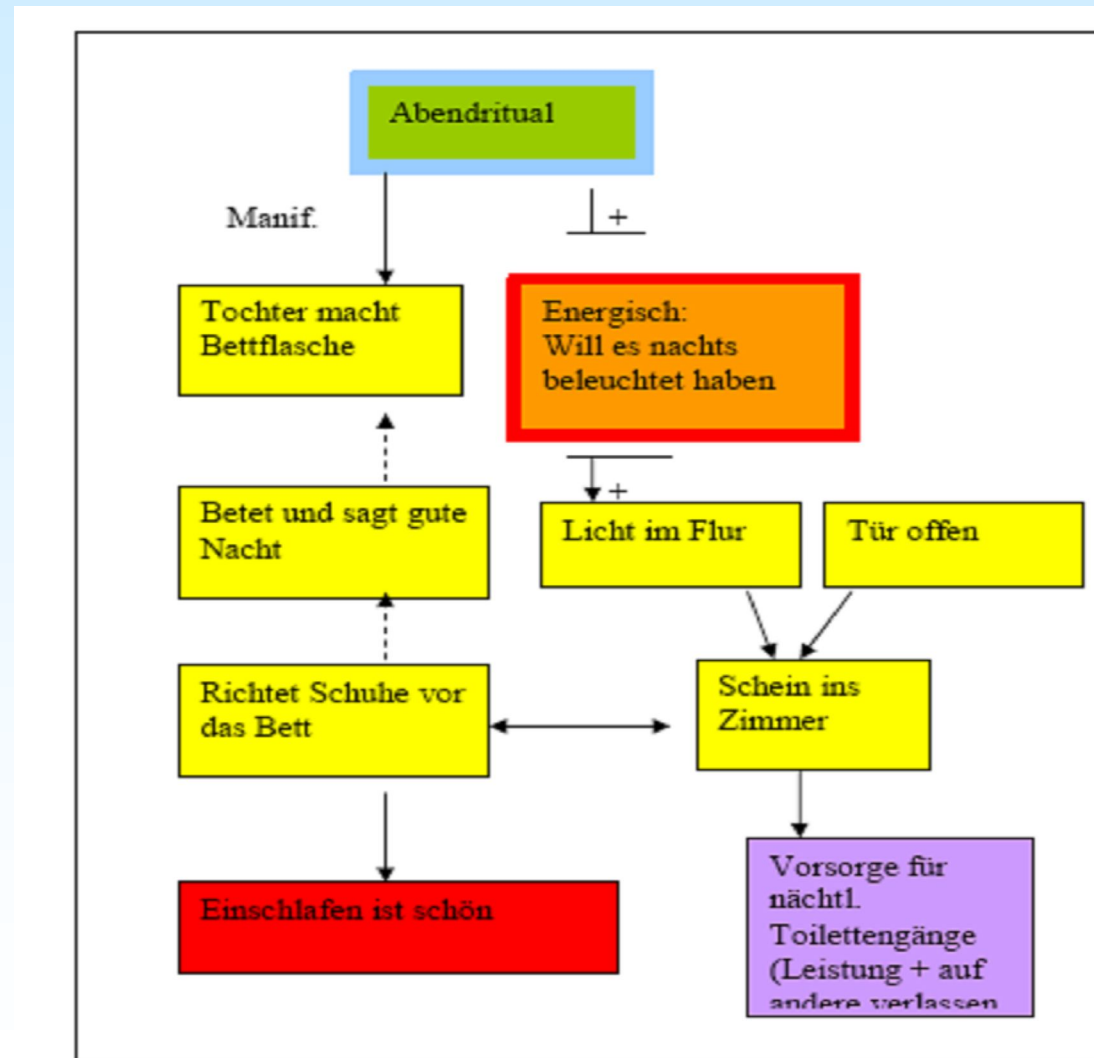 Abendritual
Manif.
+
Tochter macht
Bettflasche
Energisch:
Will es nachts
beleuchtet haben
+
Betet und sagt gute
Nacht
Licht im Flur
Tür offen
Richtet Schuhe vor
das Bett
Schein ins
Zimmer
Einschlafen ist schön
Vorsorge für
nächtl.
Toilettengänge
(Leistung + auf
andere verlassen